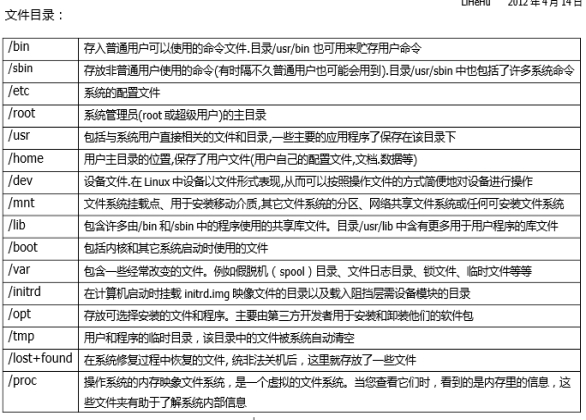 LiHeHu 2012 年 4 月 14 日
文件目录：
/bin 存入普通用户可以使用的命令文件.目录/usr/bin 也可用来贮存用户命令
/sbin 存放非普通用户使用的命令(有时隔不久普通用户也可能会用到).目录/usr/sbin 中也包括了许多系统命令
/etc 系统的配置文件
/root 系统管理员(root 或超级用户)的主目录
/usr 包括与系统用户直接相关的文件和目录,一些主要的应用程序了保存在该目录下
/home 用户主目录的位置,保存了用户文件(用户自己的配置文件,文档.数据等)
/dev 设备文件.在 Linux 中设备以文件形式表现,从而可以按照操作文件的方式简便地对设备进行操作
/mnt 文件系统挂载点、用于安装移动介质,其它文件系统的分区、网络共享文件系统或任何可安装文件系统
/lib 包含许多由/bin 和/sbin 中的程序使用的共享库文件。目录/usr/lib 中含有更多用于用户程序的库文件
/boot 包括内核和其它系统启动时使用的文件
/var 包含一些经常改变的文件。例如假脱机（spool）目录、文件日志目录、锁文件、临时文件等等
/initrd 在计算机启动时挂载 initrd.img 映像文件的目录以及载入阻挡层需设备模块的目录
/opt 存放可选择安装的文件和程序。主要由第三方开发者用于安装和卸装他们的软件包
/tmp 用户和程序的临时目录，该目录中的文件被系统自动清空
/lost+found 在系统修复过程中恢复的文件, 统非法关机后，这里就存放了一些文件
/proc 操作系统的内存映象文件系统，是一个虚拟的文件系统。当您查看它们时，看到的是内存里的信息，这
些文件夹有助于了解系统内部信息